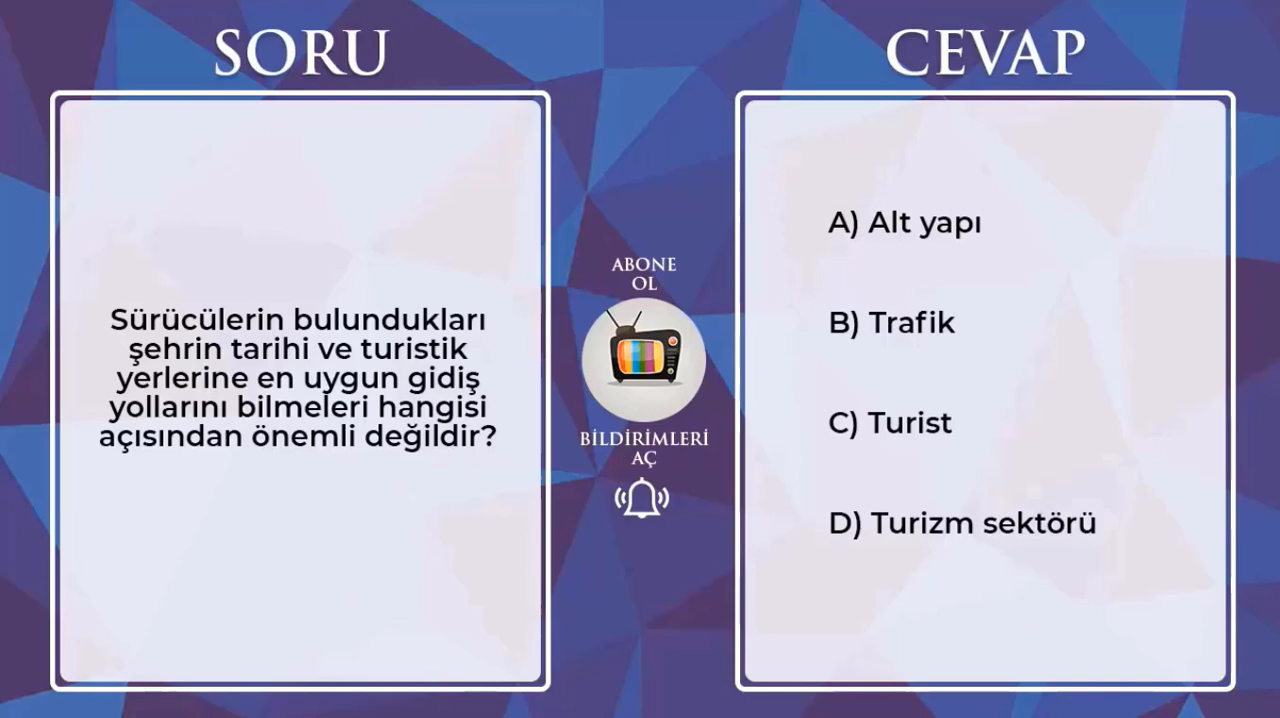 SORU
Sürücülerin bulundukları
şehrin tarihi ve turistik
yerlerine en uygun gidiş
yollarını bilmeleri hangisi
açısından önemli değildir?
ABONE
OL
BİLDİRİMLERİ
AÇ
CEVAP
A) Alt yapı
B) Trafik
C) Turist
D) Turizm sektörü